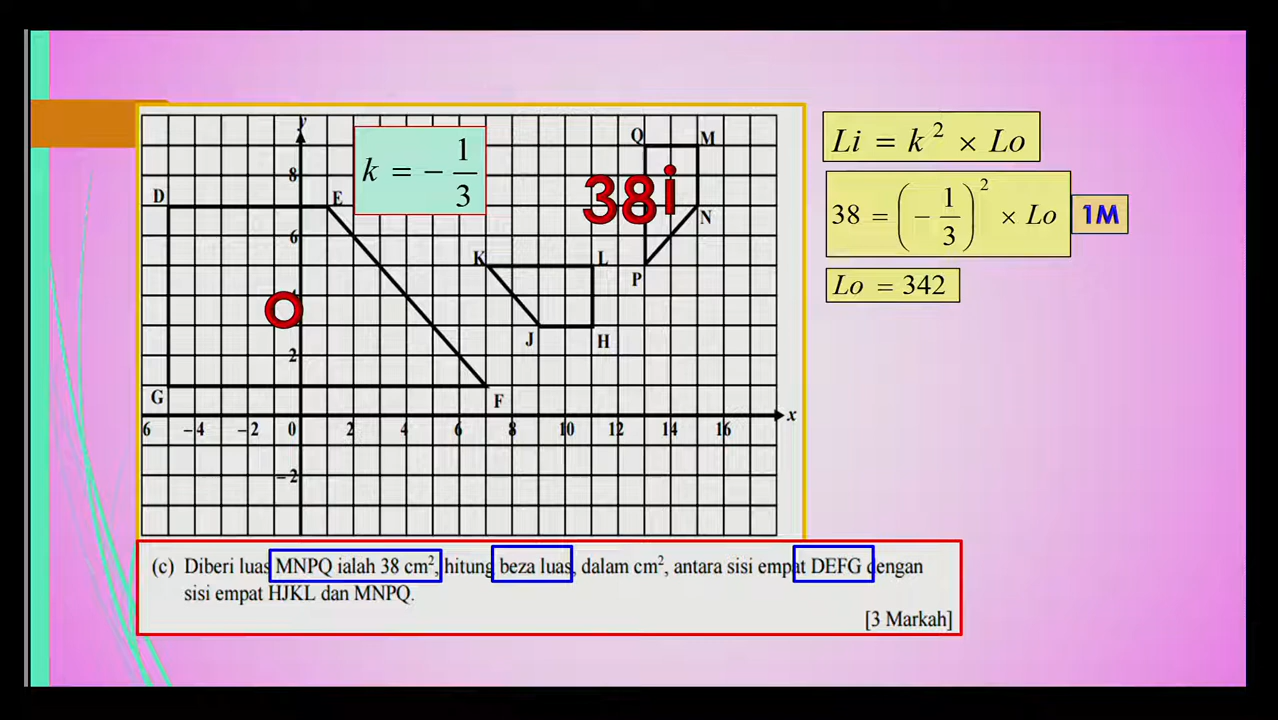 y
k = - 1/3
Q M
38i
8
D E
N
6
K L
P
O
4
J H
2
G F
x
6 -4 -2 0 2 4 6 8 10 12 14 16
-2
Li = k² × Lo
38 = (- 1/3)² × Lo 1M
Lo = 342
(c) Diberi luas MNPQ ialah 38 cm², hitung beza luas, dalam cm², antara sisi empat DEFG dengan
sisi empat HJKL dan MNPQ.
[3 Markah]